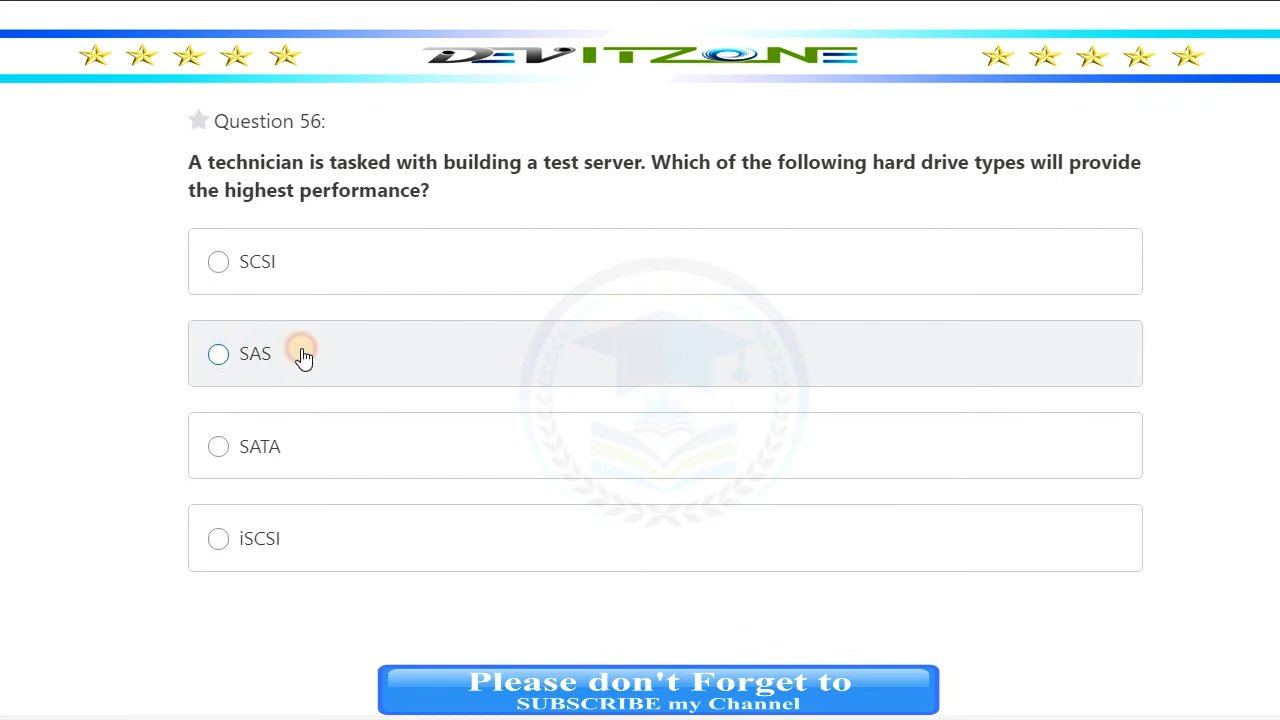 DEVITZONE
Question 56:
A technician is tasked with building a test server. Which of the following hard drive types will provide
the highest performance?
SCSI
SAS
SATA
iSCSI
Please don't Forget to
SUBSCRIBE my Channel